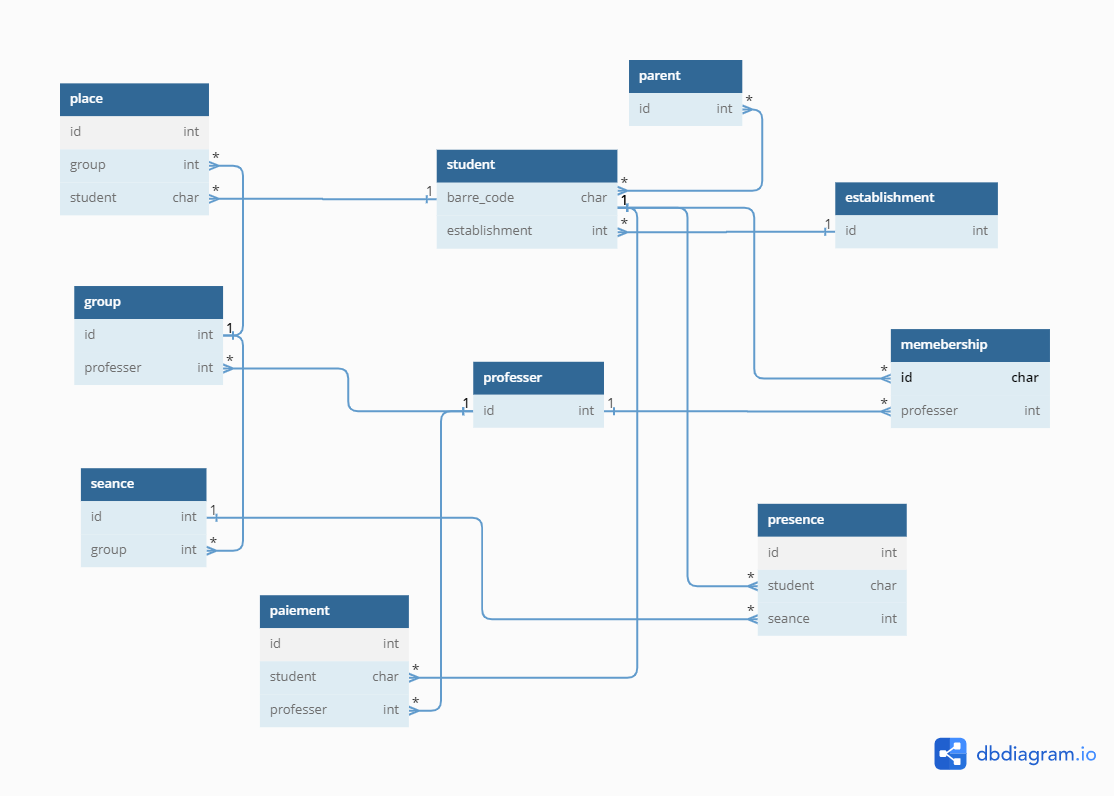 place
id int
group int
student char
parent
id int
student
barre_code char
establishment int
establishment
id int
group
id int
professer int
professer
id int
memebership
id char
professer int
seance
id int
group int
presence
id int
student char
seance int
paiement
id int
student char
professer int
*
*
1
*
*
1
*
1
1
*
1
1
*
*
1
*
*
*
*
*
dbdiagram.io